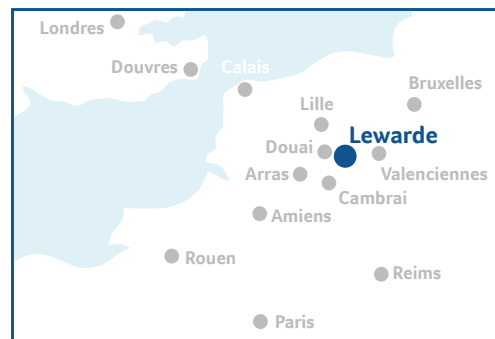 Londres
Douvres
Calais
Bruxelles
Lille
Lewarde
Douai
Arras
Valenciennes
Cambrai
Amiens
Rouen
Reims
Paris